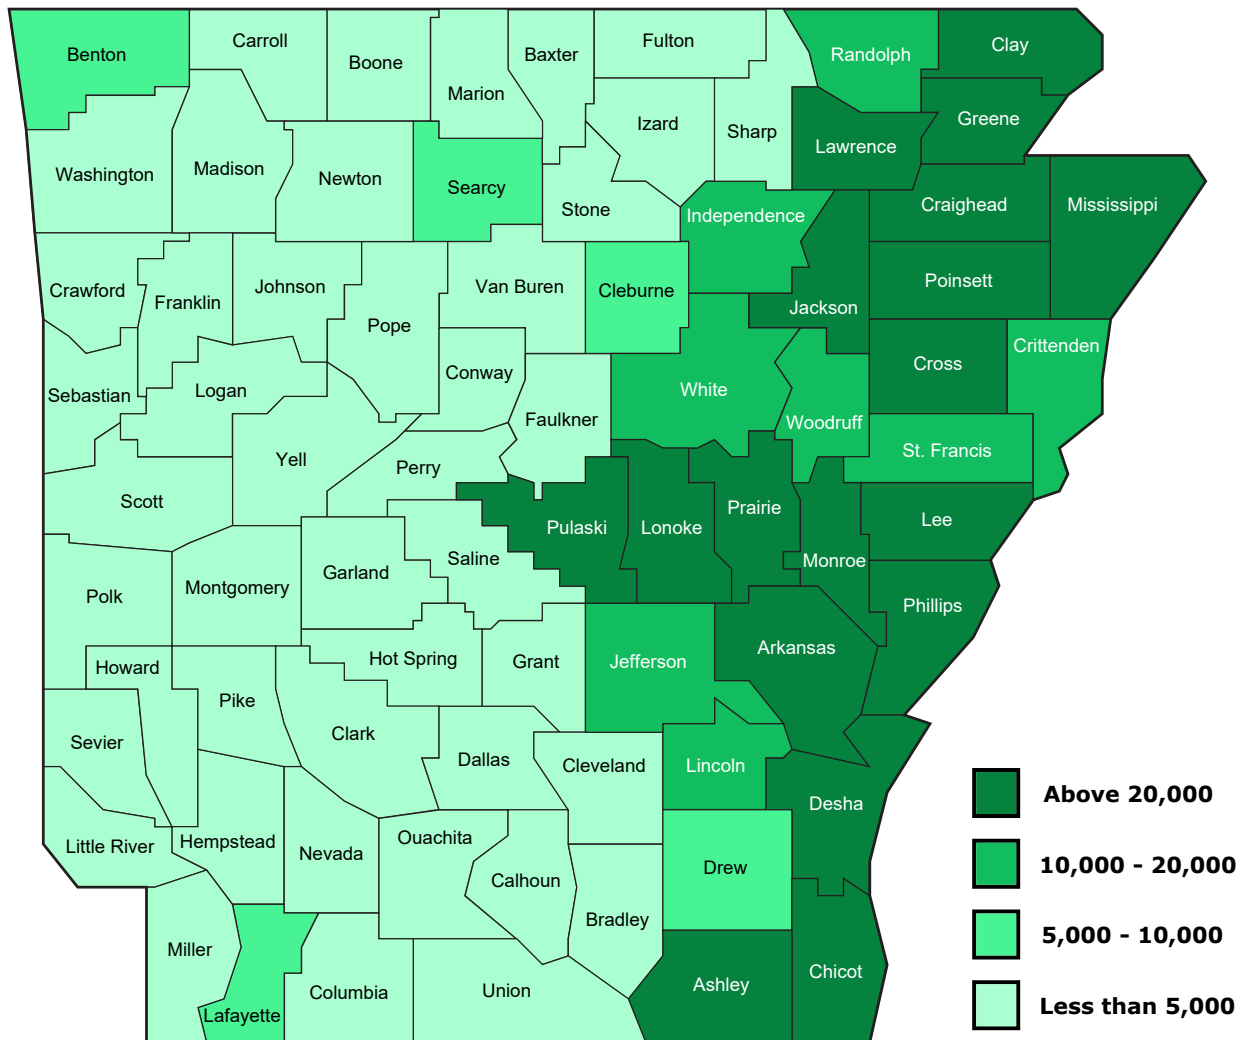 Benton
Carroll
Boone
Marion
Baxter
Fulton
Randolph
Clay
Washington
Madison
Newton
Searcy
Stone
Izard
Sharp
Lawrence
Greene
Independence
Craighead
Mississippi
Crawford
Franklin
Johnson
Pope
Van Buren
Cleburne
Jackson
Poinsett
Sebastian
Logan
Conway
Faulkner
White
Woodruff
Cross
Crittenden
Scott
Yell
Perry
Pulaski
Lonoke
Prairie
Monroe
St. Francis
Lee
Polk
Montgomery
Garland
Saline
Phillips
Howard
Pike
Hot Spring
Grant
Jefferson
Arkansas
Sevier
Clark
Dallas
Cleveland
Lincoln
Desha
Little River
Hempstead
Nevada
Ouachita
Calhoun
Bradley
Drew
Miller
Lafayette
Columbia
Union
Ashley
Chicot
Above 20,000
10,000 - 20,000
5,000 - 10,000
Less than 5,000